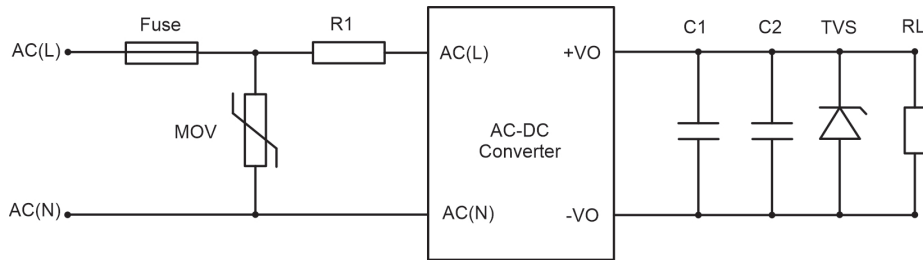 Fuse
R1
C1
C2
TVS
RL
AC(L)
AC(L)
+VO
MOV
AC-DC
Converter
AC(N)
AC(N)
-VO